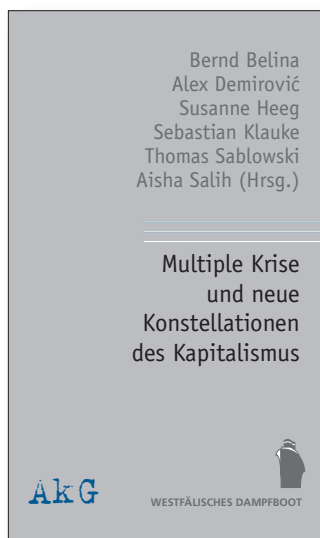 Bernd Belina
Alex Demirović
Susanne Heeg
Sebastian Klauke
Thomas Sablowski
Aisha Salih (Hrsg.)
Multiple Krise
und neue
Konstellationen
des Kapitalismus
AkG
WESTFÄLISCHES DAMPFBOOT